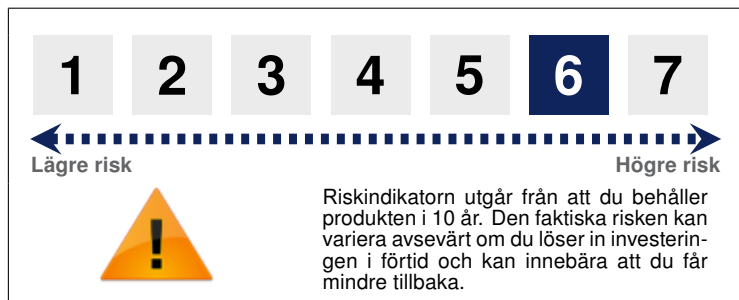 1 2 3 4 5 6 7
Lägre risk Högre risk
!
Riskindikatorn utgår från att du behåller
produkten i 10 år. Den faktiska risken kan
variera avsevärt om du löser in investerin-
gen i förtid och kan innebära att du får
mindre tillbaka.